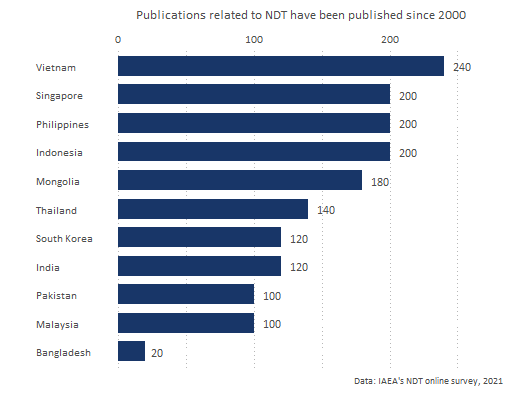 Publications related to NDT have been published since 2000
0 100 200
Vietnam 240
Singapore 200
Philippines 200
Indonesia 200
Mongolia 180
Thailand 140
South Korea 120
India 120
Pakistan 100
Malaysia 100
Bangladesh 20
Data: IAEA's NDT online survey, 2021